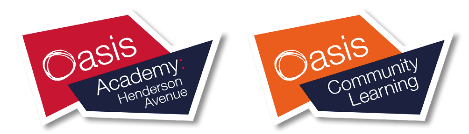 Oasis
Academy:
Henderson
Avenue
Oasis
Community
Learning